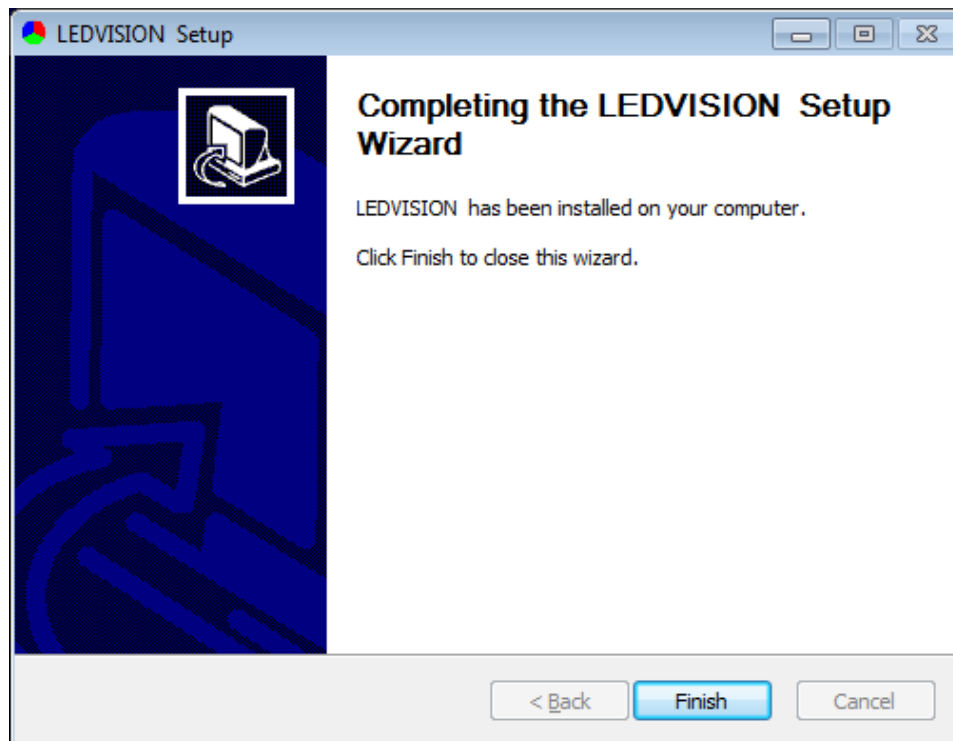 LEDVISION  Setup
Completing the LEDVISION  Setup
Wizard
LEDVISION  has been installed on your computer.
Click Finish to close this wizard.
< Back
Finish
Cancel